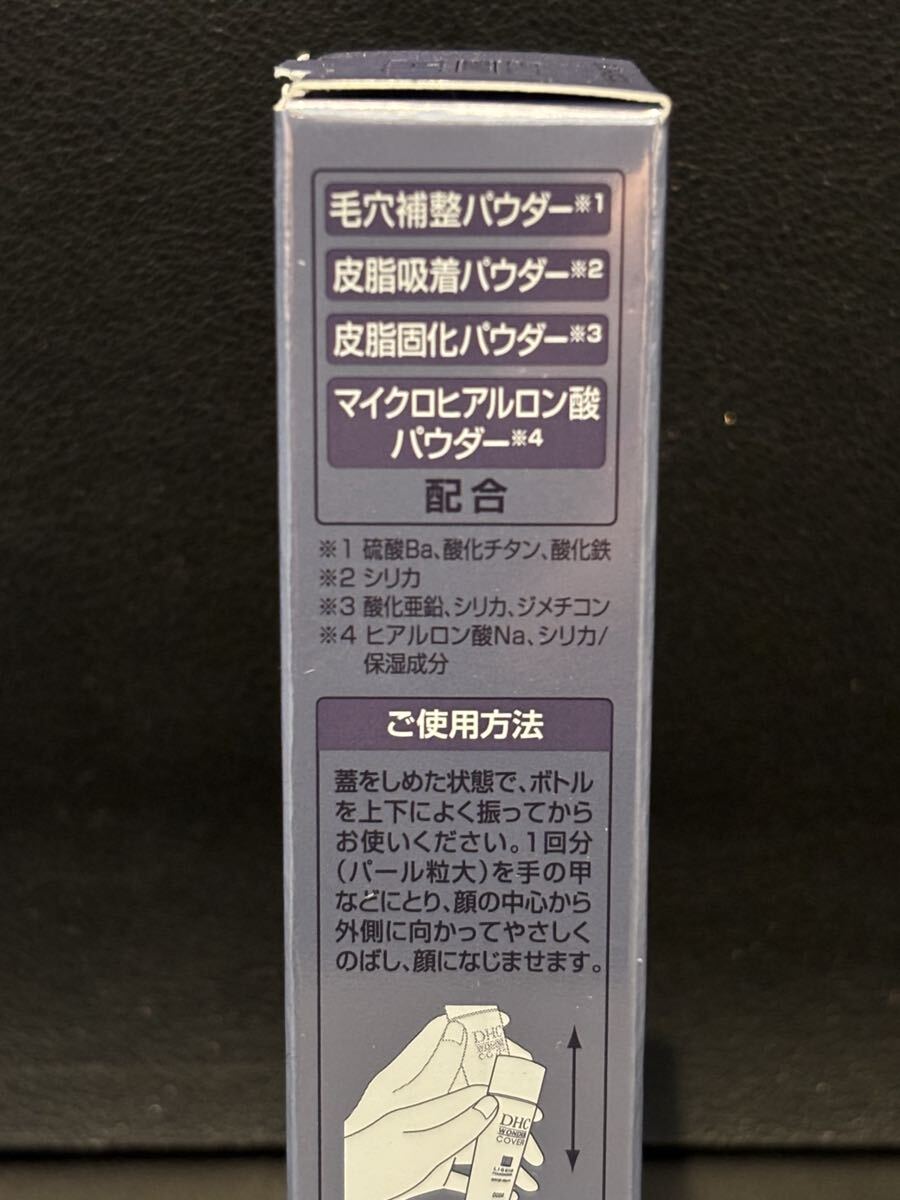 毛穴補整パウダー※1
皮脂吸着パウダー※2
皮脂固化パウダー※3
マイクロヒアルロン酸
パウダー※4
配合
※1 硫酸Ba、酸化チタン、酸化鉄
※2 シリカ
※3 酸化亜鉛、シリカ、ジメチコン
※4 ヒアルロン酸Na、シリカ/
保湿成分
ご使用方法
蓋をしめた状態で、ボトル
を上下によく振ってから
お使いください。1回分
(パール粒大)を手の甲
などにとり、顔の中心から
外側に向かってやさしく
のばし、顔になじませます。
DHC
DHC
WONDER
COVER
LIQUID